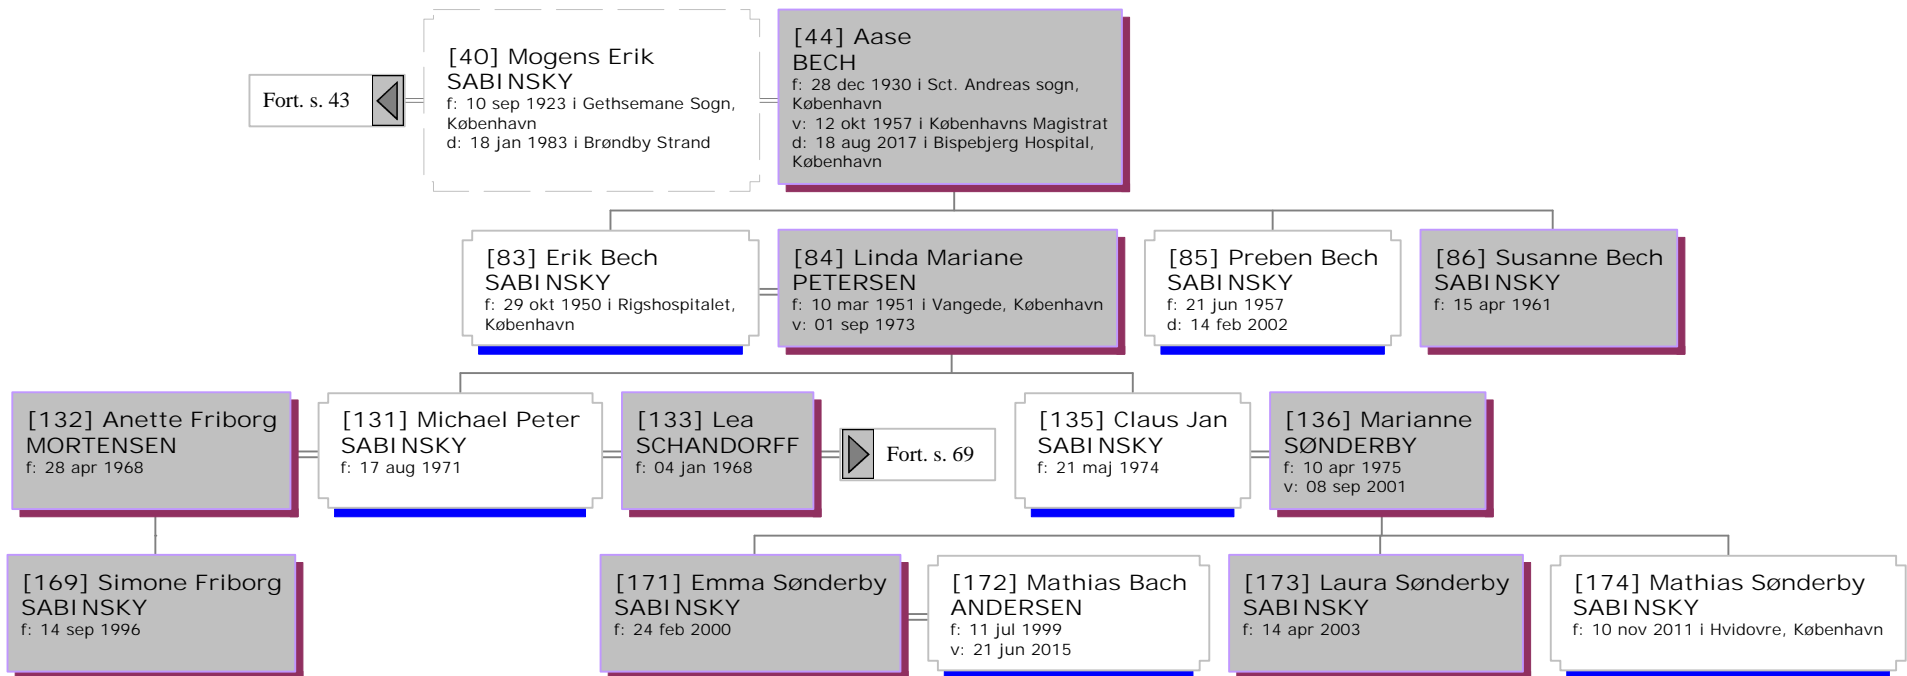 Fort. s. 43
[40] Mogens Erik
SABINSKY
f: 10 sep 1923 i Gethsemane Sogn,
København
d: 18 jan 1983 i Brøndby Strand
[44] Aase
BECH
f: 28 dec 1930 i Sct. Andreas sogn,
København
v: 12 okt 1957 i Københavns Magistrat
d: 18 aug 2017 i Bispebjerg Hospital,
København
[83] Erik Bech
SABINSKY
f: 29 okt 1950 i Rigshospitalet,
København
[84] Linda Mariane
PETERSEN
f: 10 mar 1951 i Vangede, København
v: 01 sep 1973
[85] Preben Bech
SABINSKY
f: 21 jun 1957
d: 14 feb 2002
[86] Susanne Bech
SABINSKY
f: 15 apr 1961
[132] Anette Friborg
MORTENSEN
f: 28 apr 1968
[131] Michael Peter
SABINSKY
f: 17 aug 1971
[133] Lea
SCHANDORFF
f: 04 jan 1968
Fort. s. 69
[135] Claus Jan
SABINSKY
f: 21 maj 1974
[136] Marianne
SØNDERBY
f: 10 apr 1975
v: 08 sep 2001
[169] Simone Friborg
SABINSKY
f: 14 sep 1996
[171] Emma Sønderby
SABINSKY
f: 24 feb 2000
[172] Mathias Bach
ANDERSEN
f: 11 jul 1999
v: 21 jun 2015
[173] Laura Sønderby
SABINSKY
f: 14 apr 2003
[174] Mathias Sønderby
SABINSKY
f: 10 nov 2011 i Hvidovre, København